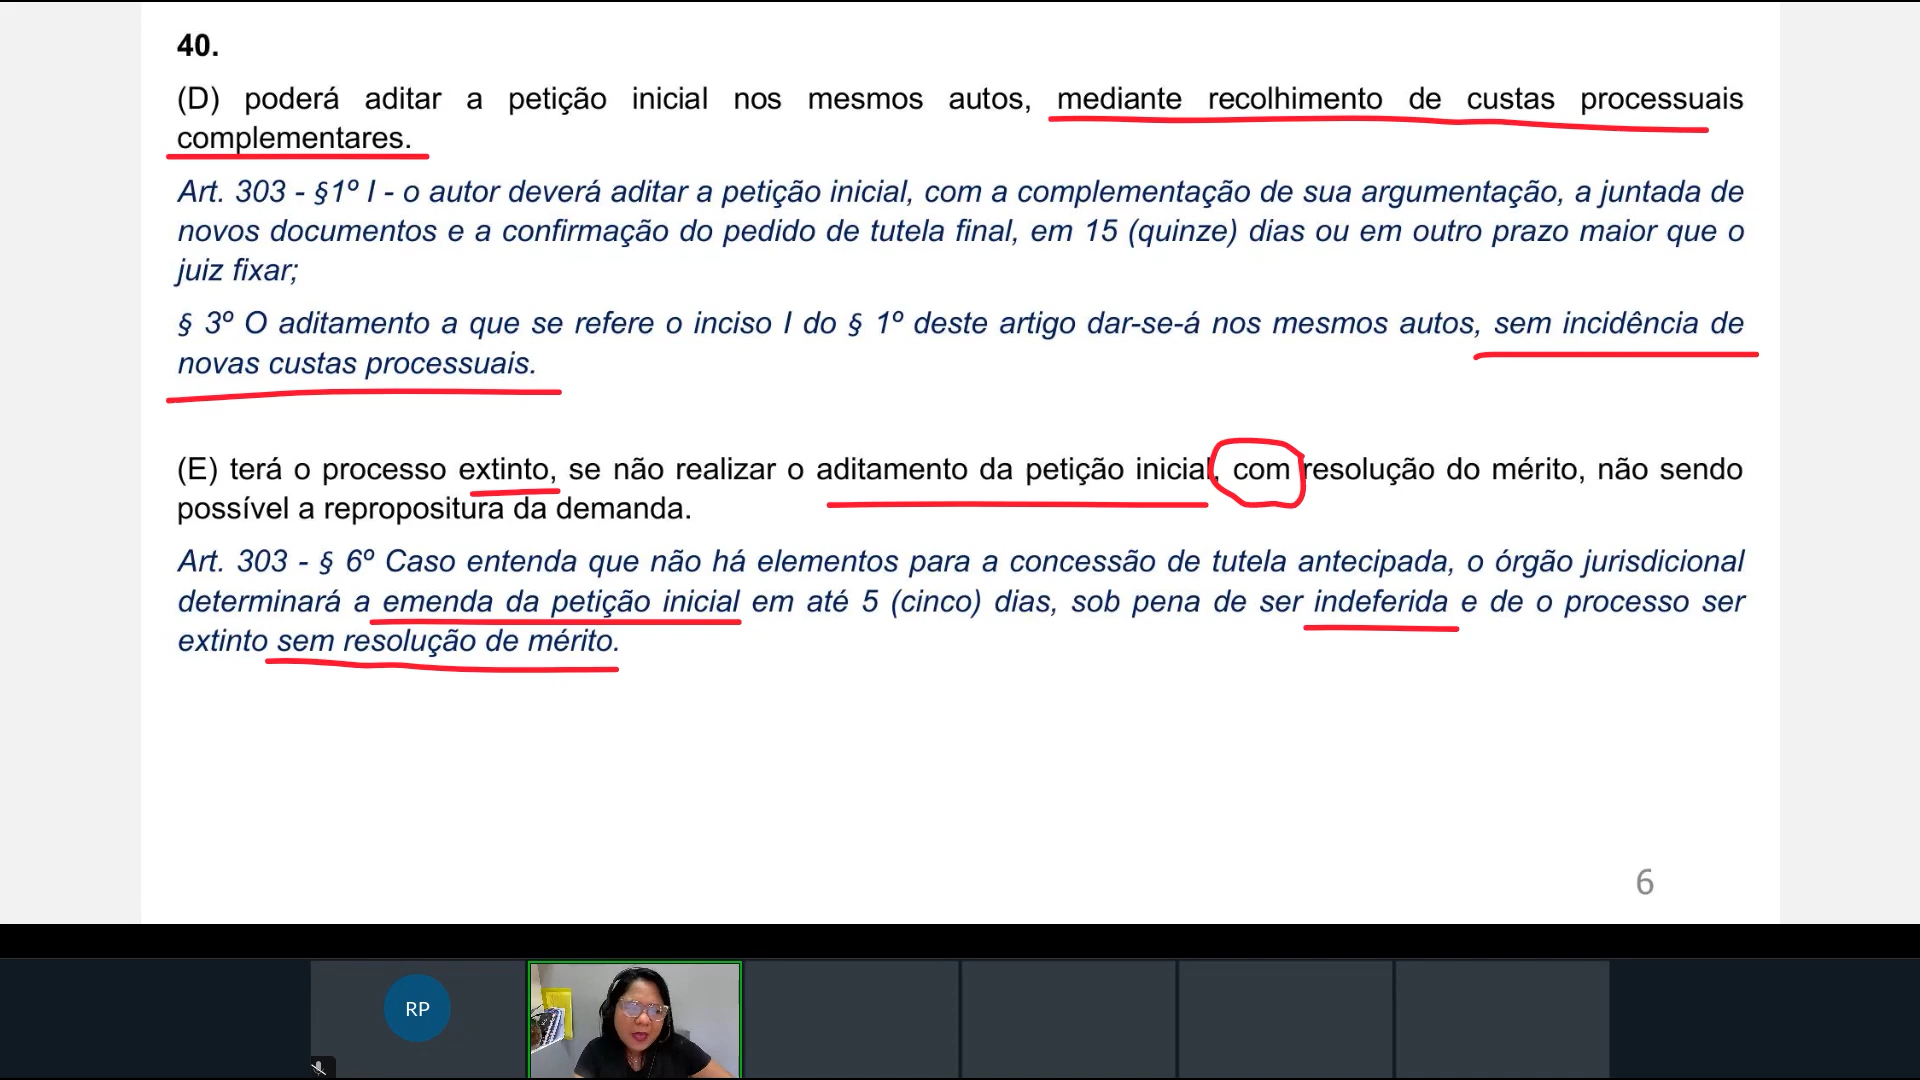 40.
(D) poderá aditar a petição inicial nos mesmos autos, mediante recolhimento de custas processuais
complementares.
Art. 303 - §1º I - o autor deverá aditar a petição inicial, com a complementação de sua argumentação, a juntada de
novos documentos e a confirmação do pedido de tutela final, em 15 (quinze) dias ou em outro prazo maior que o
juiz fixar;
§ 3º O aditamento a que se refere o inciso I do § 1º deste artigo dar-se-á nos mesmos autos, sem incidência de
novas custas processuais.
(E) terá o processo extinto, se não realizar o aditamento da petição inicial, com resolução do mérito, não sendo
possível a repropositura da demanda.
Art. 303 - § 6º Caso entenda que não há elementos para a concessão de tutela antecipada, o órgão jurisdicional
determinará a emenda da petição inicial em até 5 (cinco) dias, sob pena de ser indeferida e de o processo ser
extinto sem resolução de mérito.
6
RP